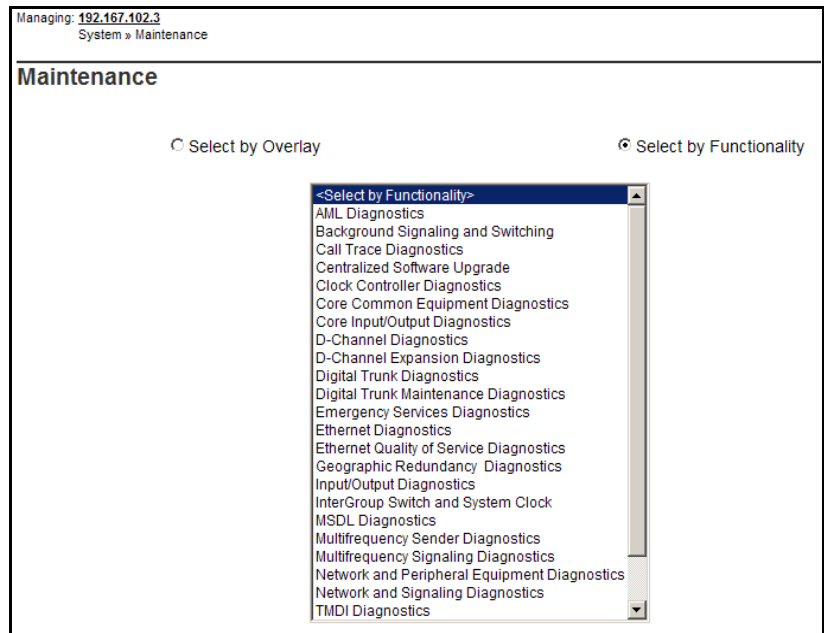 Managing: 192.167.102.3
System » Maintenance
Maintenance
Select by Overlay
Select by Functionality
<Select by Functionality>
AML Diagnostics
Background Signaling and Switching
Call Trace Diagnostics
Centralized Software Upgrade
Clock Controller Diagnostics
Core Common Equipment Diagnostics
Core Input/Output Diagnostics
D-Channel Diagnostics
D-Channel Expansion Diagnostics
Digital Trunk Diagnostics
Digital Trunk Maintenance Diagnostics
Emergency Services Diagnostics
Ethernet Diagnostics
Ethernet Quality of Service Diagnostics
Geographic Redundancy Diagnostics
Input/Output Diagnostics
InterGroup Switch and System Clock
MSDL Diagnostics
Multifrequency Sender Diagnostics
Multifrequency Signaling Diagnostics
Network and Peripheral Equipment Diagnostics
Network and Signaling Diagnostics
TMDI Diagnostics